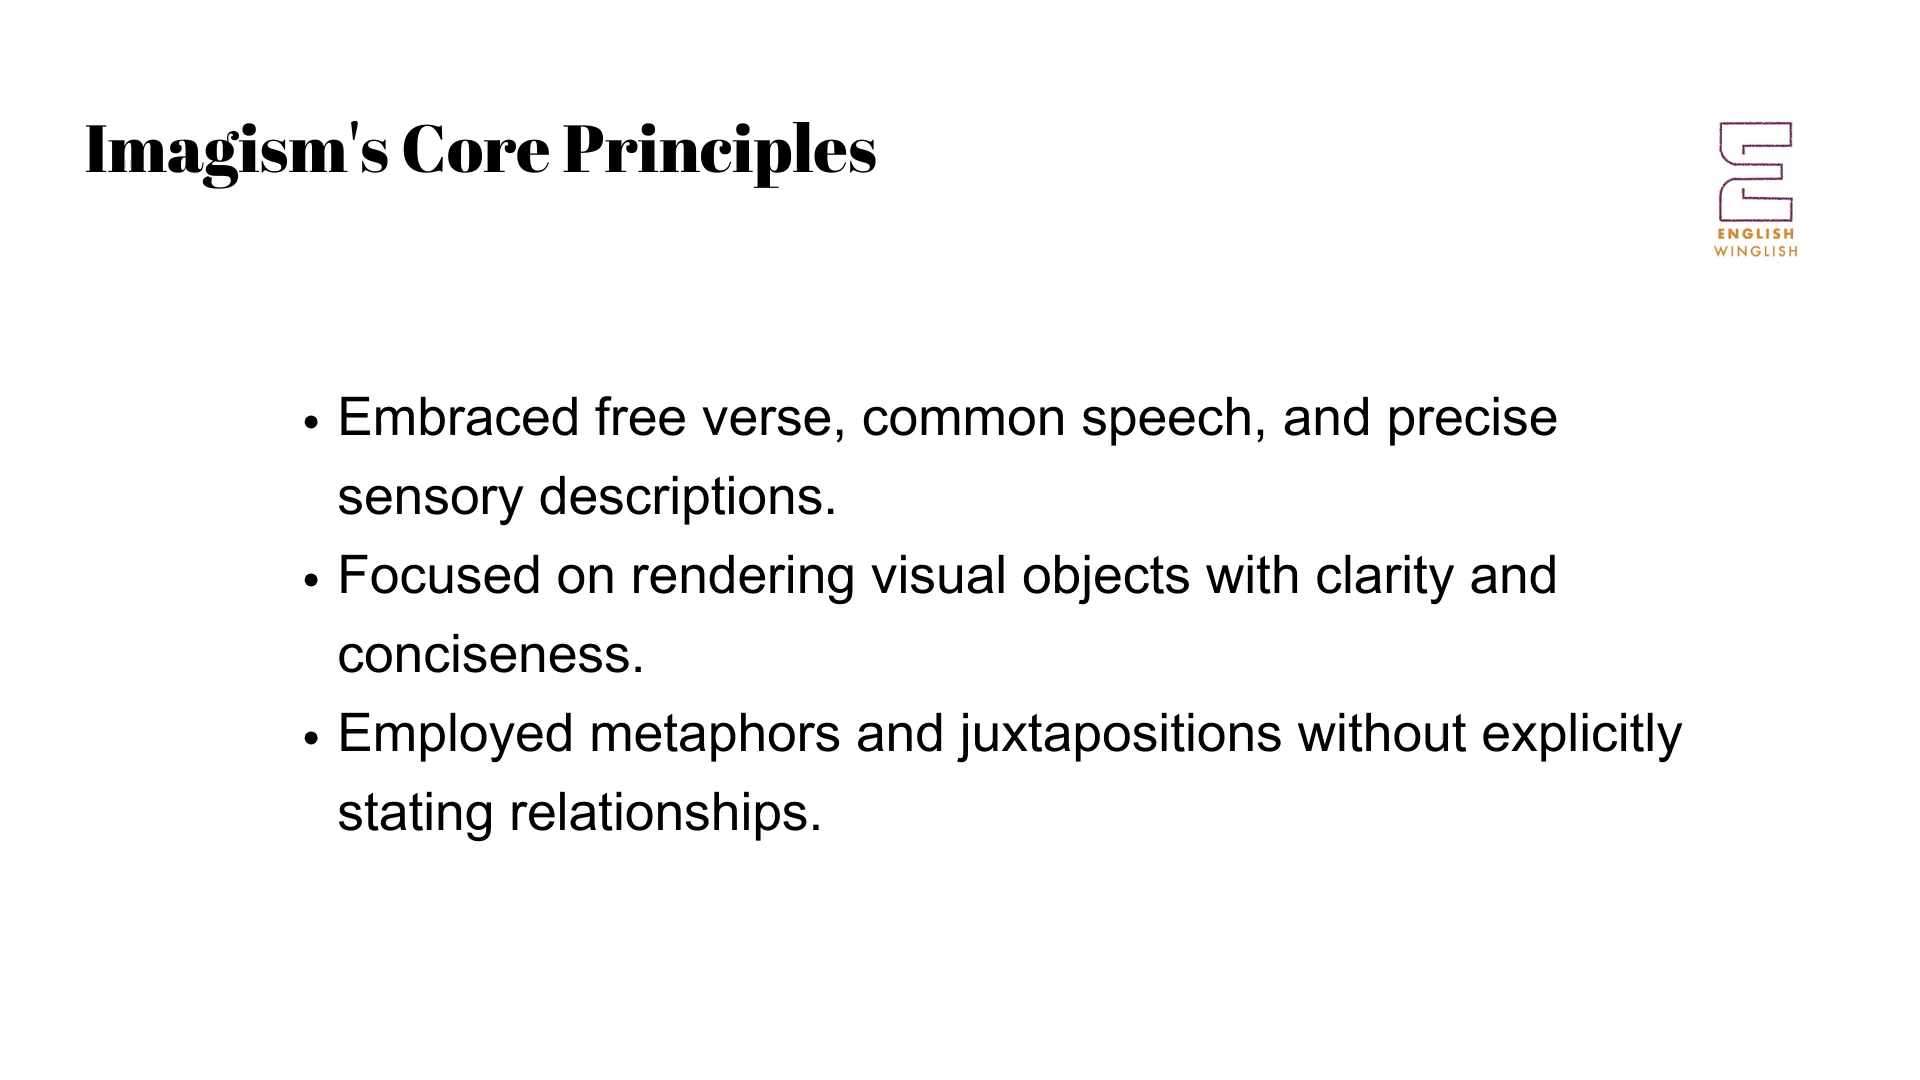 Imagism's Core Principles
ENGLISH
WINGLISH
• Embraced free verse, common speech, and precise
sensory descriptions.
• Focused on rendering visual objects with clarity and
conciseness.
• Employed metaphors and juxtapositions without explicitly
stating relationships.